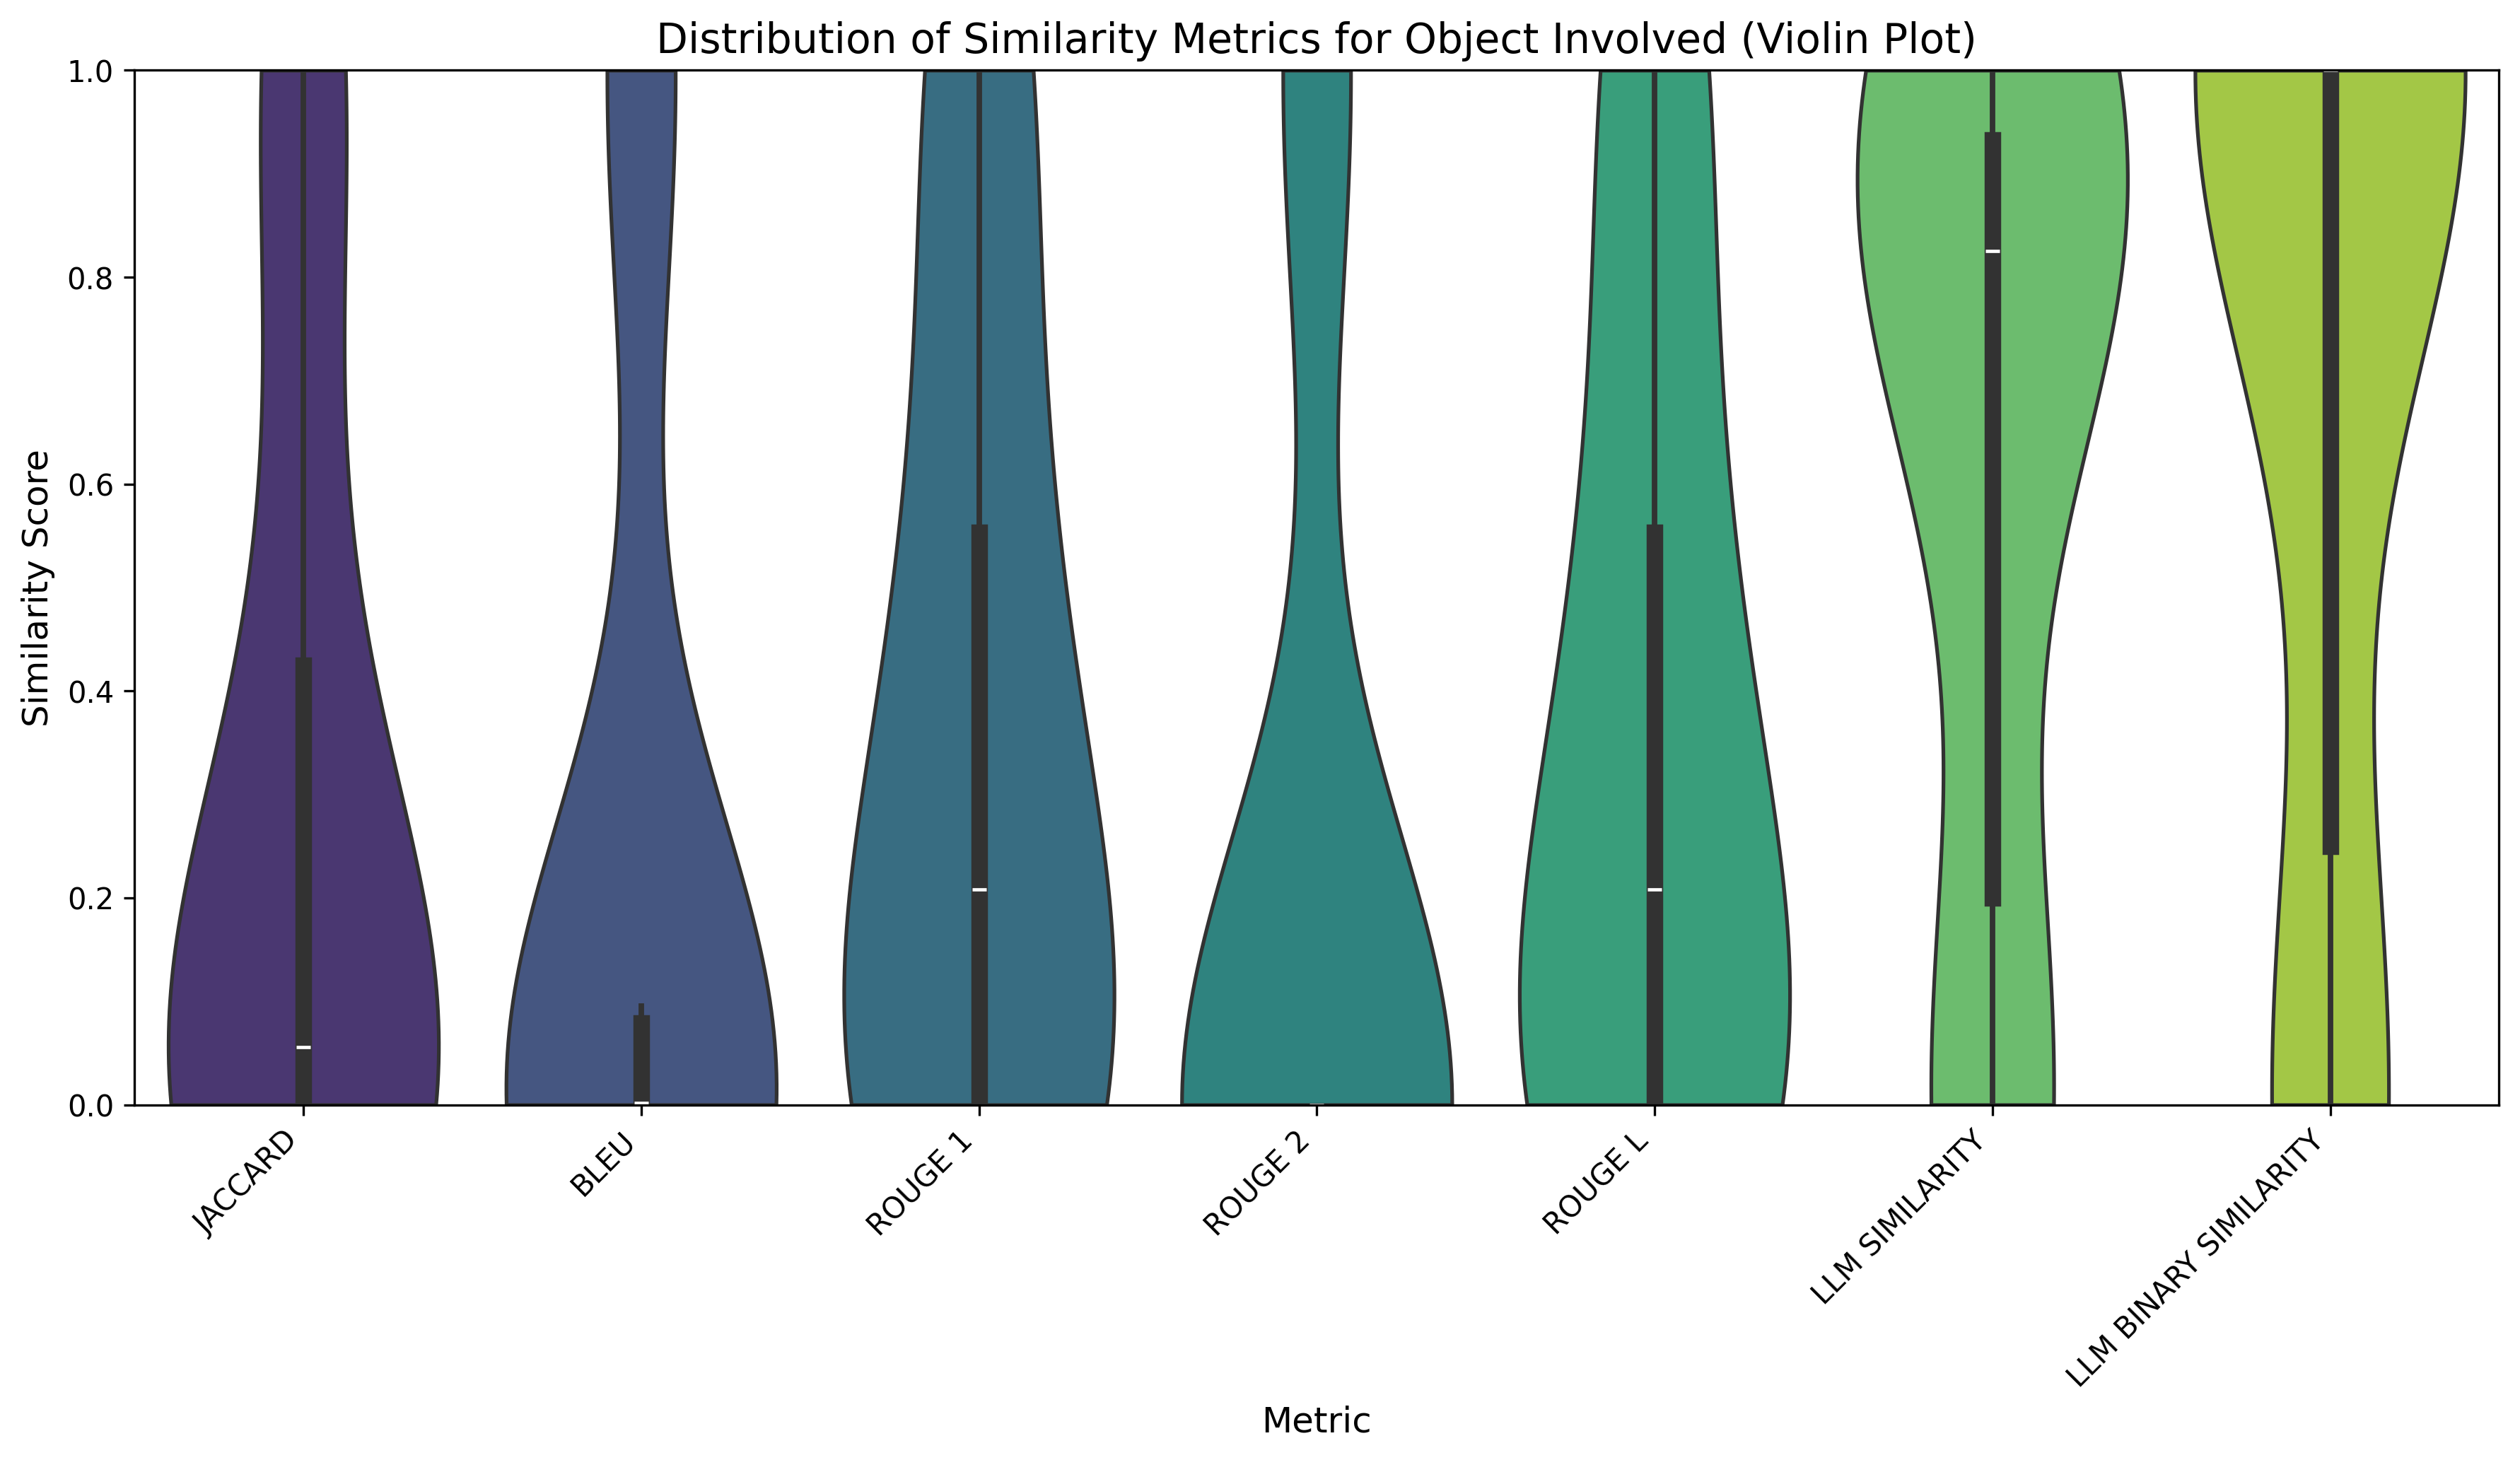 Distribution of Similarity Metrics for Object Involved (Violin Plot)
Similarity Score
1.0
0.8
0.6
0.4
0.2
0.0
JACCARD
BLEU
ROUGE 1
ROUGE 2
ROUGE L
LLM SIMILARITY
LLM BINARY SIMILARITY
Metric